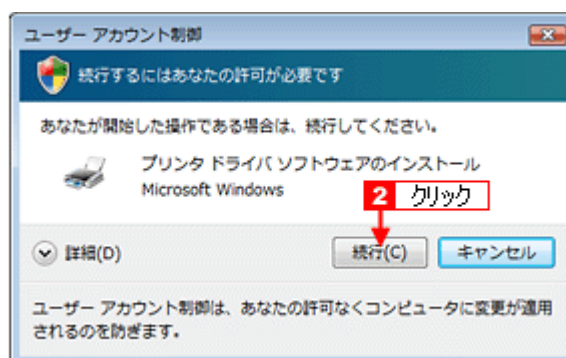 ユーザー アカウント制御
続行するにはあなたの許可が必要です
あなたが開始した操作である場合は、続行してください。
プリンタ ドライバ ソフトウェアのインストール
Microsoft Windows
2 クリック
詳細(D)
続行(C)
キャンセル
ユーザー アカウント制御は、あなたの許可なくコンピュータに変更が適用
されるのを防ぎます。